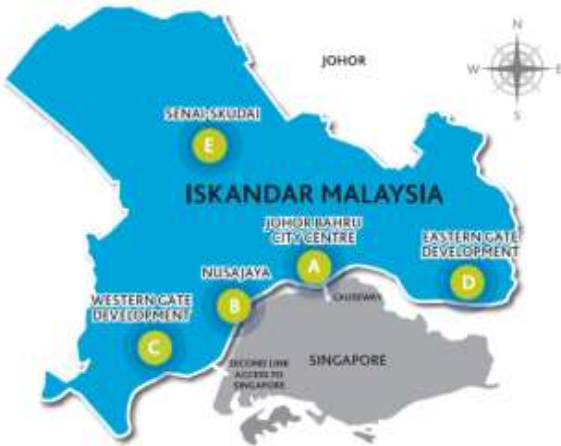 N
JOHOR
W
E
S
SENAI-SKUDAI
E
ISKANDAR MALAYSIA
JOHOR BAHRU
CITY CENTRE
A
EASTERN GATE
DEVELOPMENT
D
NUSAJAYA
B
CAUSEWAY
WESTERN GATE
DEVELOPMENT
C
SECOND LINK
ACCESS TO
SINGAPORE
SINGAPORE